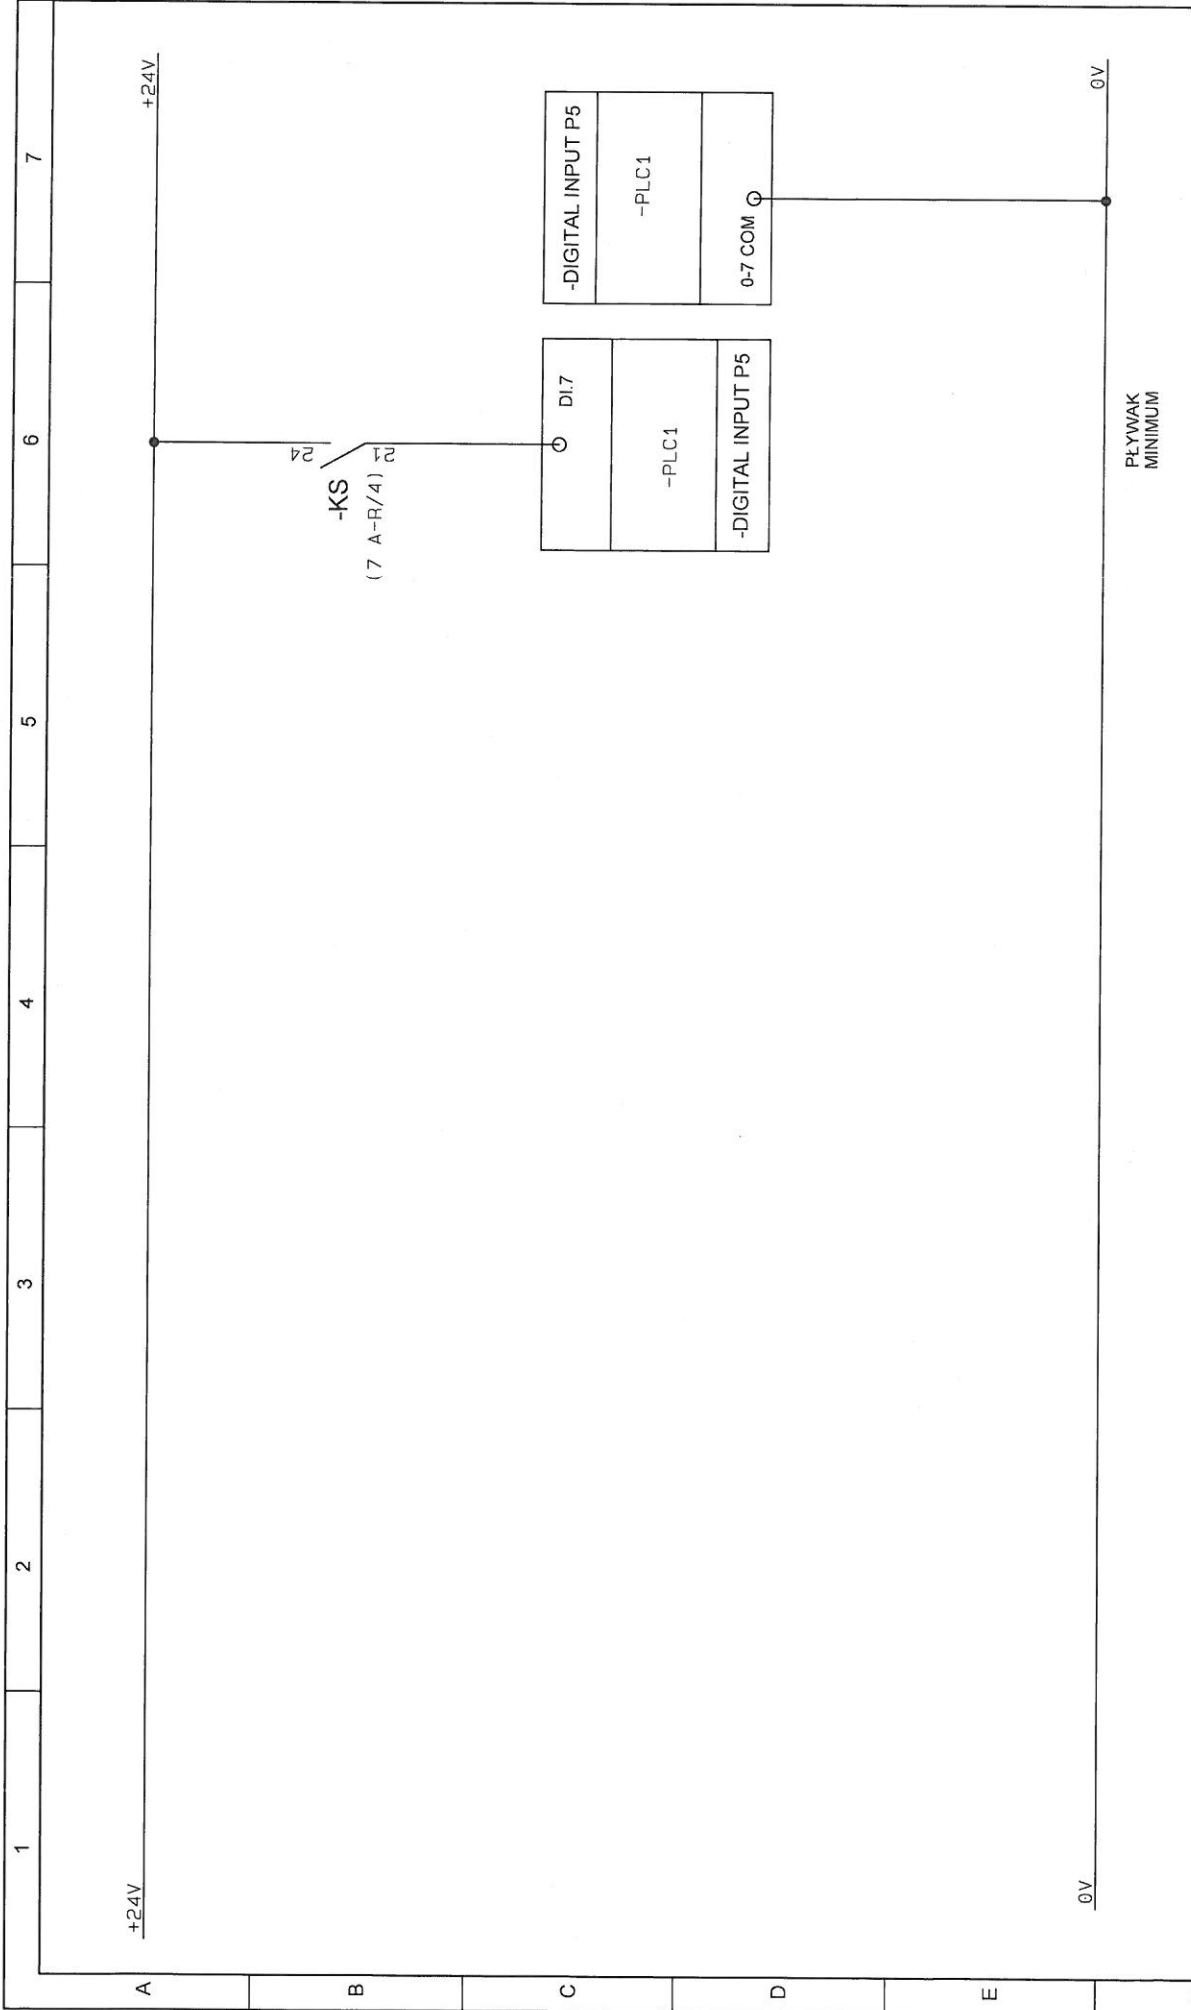 1
2
3
4
5
6
7
A
B
C
D
E
+24V
+24V
24
21
-KS
(7 A-R/4)
DI.7
-PLC1
-DIGITAL INPUT P5
-DIGITAL INPUT P5
-PLC1
0-7 COM
0V
0V
PŁYWAK
MINIMUM